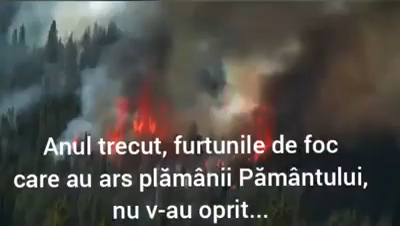 Anul trecut, furtunile de foc
care au ars plămânii Pământului,
nu v-au oprit...